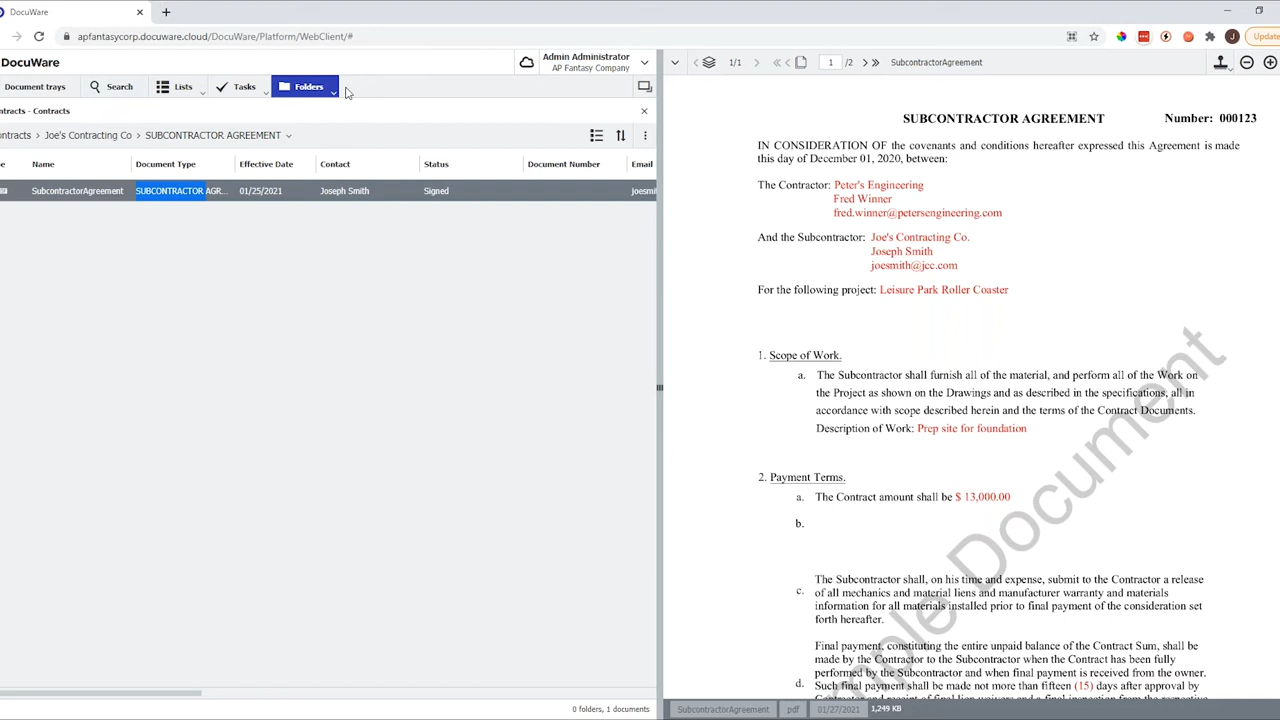 DocuWare
apfantasycorp.docuware.cloud/DocuWare/Platform/WebClient/#
Update
DocuWare
Admin Administrator
AP Fantasy Company
Document trays Search Lists Tasks Folders
ntracts - Contracts
ntracts Joe's Contracting Co SUBCONTRACTOR AGREEMENT
Name Document Type Effective Date Contact Status Document Number Email
SubcontractorAgreement SUBCONTRACTOR AGR... 01/25/2021 Joseph Smith Signed joesmi
0 folders, 1 documents
1/1 1 /2 SubcontractorAgreement
SUBCONTRACTOR AGREEMENT Number: 000123
IN CONSIDERATION OF the covenants and conditions hereafter expressed this Agreement is made
this day of December 01, 2020, between:
The Contractor: Peter's Engineering
Fred Winner
fred.winner@petersengineering.com
And the Subcontractor: Joe's Contracting Co.
Joseph Smith
joesmith@jcc.com
For the following project: Leisure Park Roller Coaster
1. Scope of Work.
a. The Subcontractor shall furnish all of the material, and perform all of the Work on
the Project as shown on the Drawings and as described in the specifications, all in
accordance with scope described herein and the terms of the Contract Documents.
Description of Work: Prep site for foundation
2. Payment Terms.
a. The Contract amount shall be $ 13,000.00
b.
The Subcontractor shall, on his time and expense, submit to the Contractor a release
c. of all mechanics and material liens and manufacturer warranty and materials
information for all materials installed prior to final payment of the consideration set
forth hereafter.
Final payment, constituting the entire unpaid balance of the Contract Sum, shall be
made by the Contractor to the Subcontractor when the Contract has been fully
performed by the Subcontractor and when final payment is received from the owner.
d. Such final payment shall be made not more than fifteen (15) days after approval by
mple Document
SubcontractorAgreement pdf 01/27/2021 1,249 KB